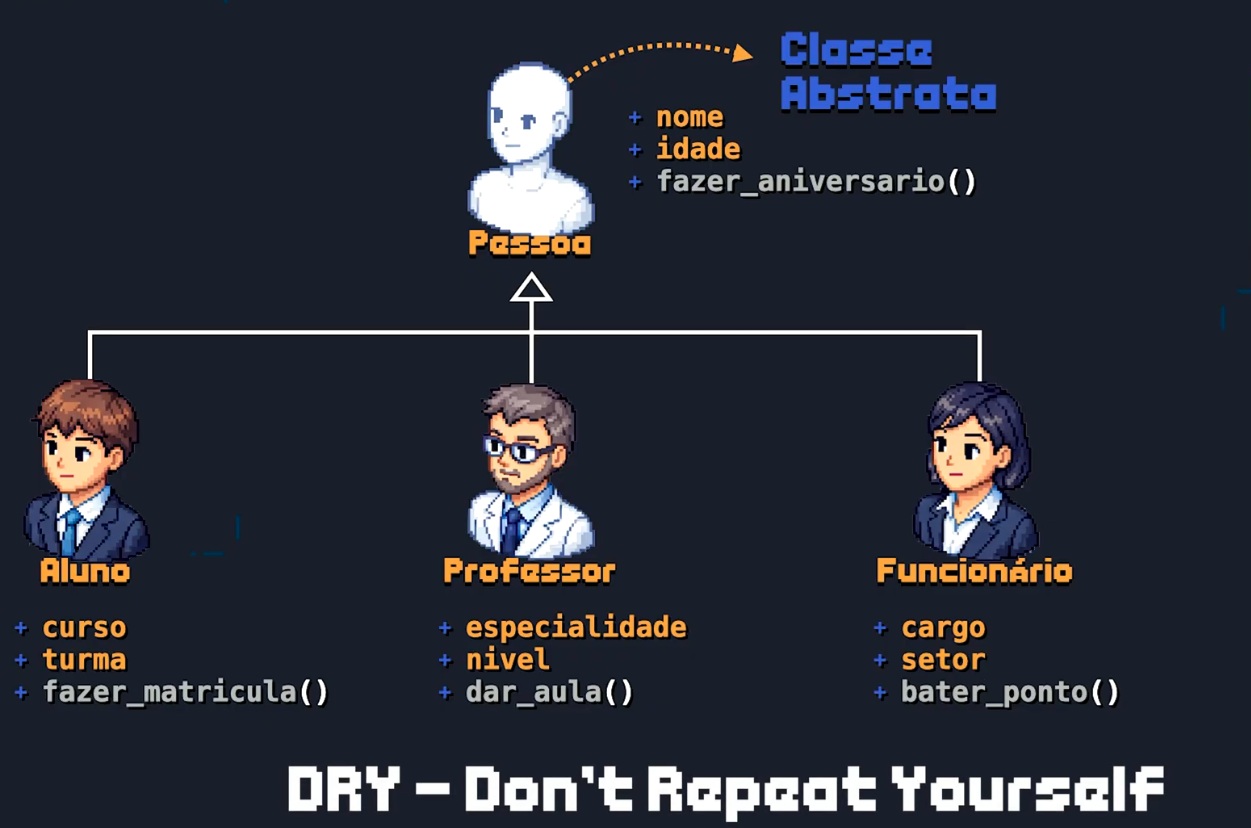 Classe
Abstrata
+ nome
+ idade
+ fazer_aniversario()
Pessoa
Aluno
+ curso
+ turma
+ fazer_matricula()
Professor
+ especialidade
+ nivel
+ dar_aula()
Funcionário
+ cargo
+ setor
+ bater_ponto()
DRY - Don't Repeat Yourself